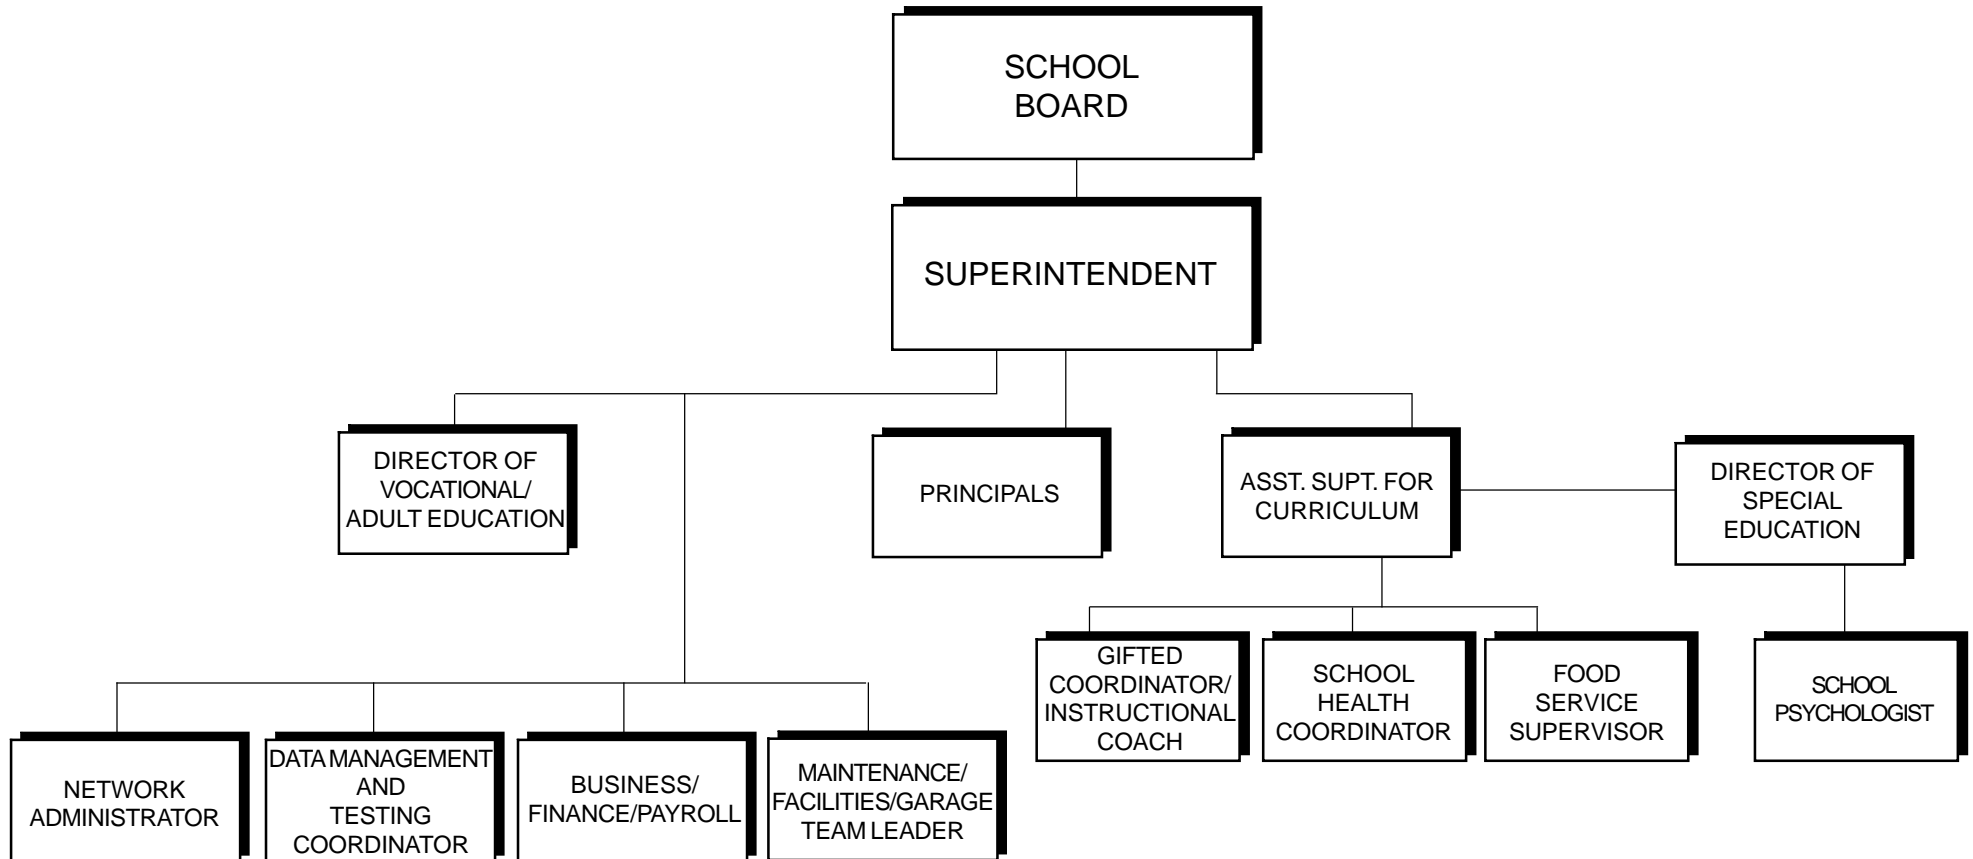 SCHOOL
BOARD
SUPERINTENDENT
DIRECTOR OF
VOCATIONAL/
ADULT EDUCATION
PRINCIPALS
ASST. SUPT. FOR
CURRICULUM
DIRECTOR OF
SPECIAL
EDUCATION
GIFTED
COORDINATOR/
INSTRUCTIONAL
COACH
SCHOOL
HEALTH
COORDINATOR
FOOD
SERVICE
SUPERVISOR
SCHOOL
PSYCHOLOGIST
NETWORK
ADMINISTRATOR
DATA MANAGEMENT
AND
TESTING
COORDINATOR
BUSINESS/
FINANCE/PAYROLL
MAINTENANCE/
FACILITIES/GARAGE
TEAM LEADER